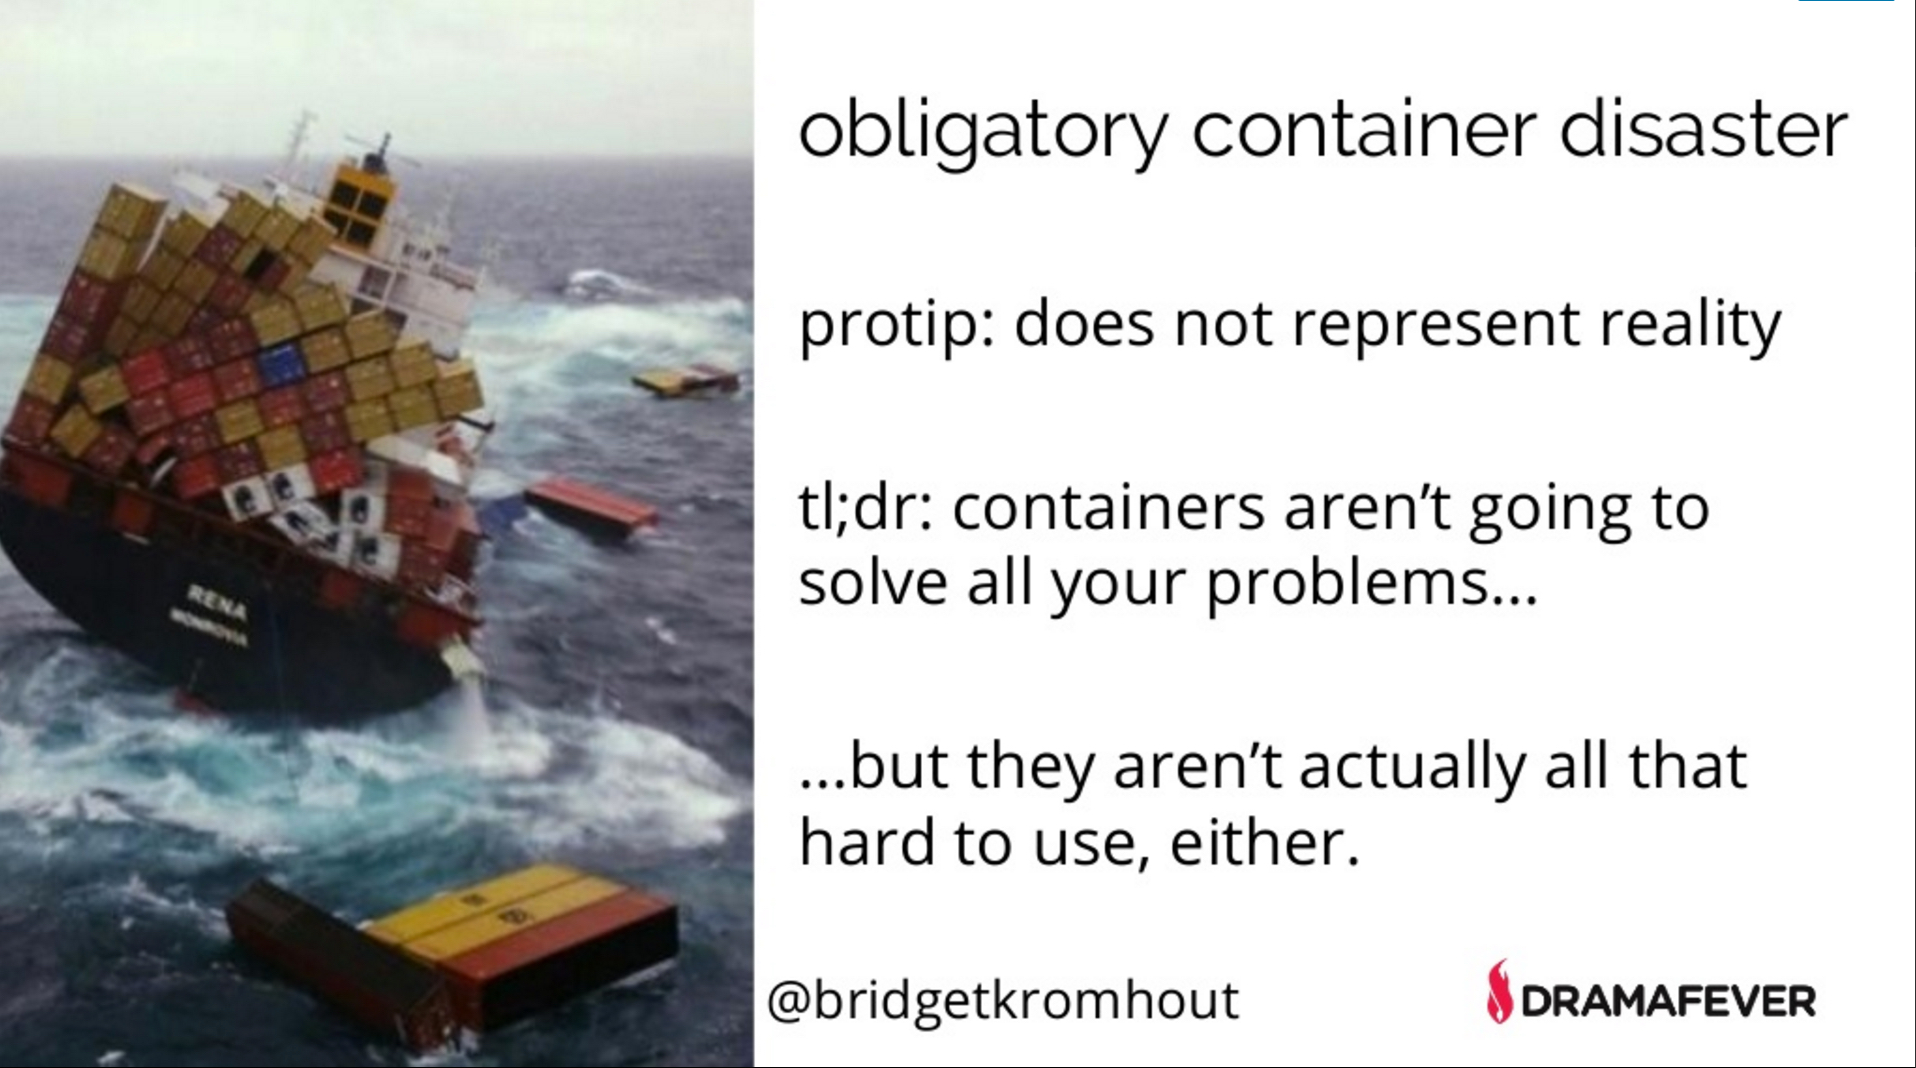 obligatory container disaster
protip: does not represent reality
tl;dr: containers aren’t going to
solve all your problems...
...but they aren’t actually all that
hard to use, either.
@bridgetkromhout
DRAMAFEVER
RENA
MONROVIA